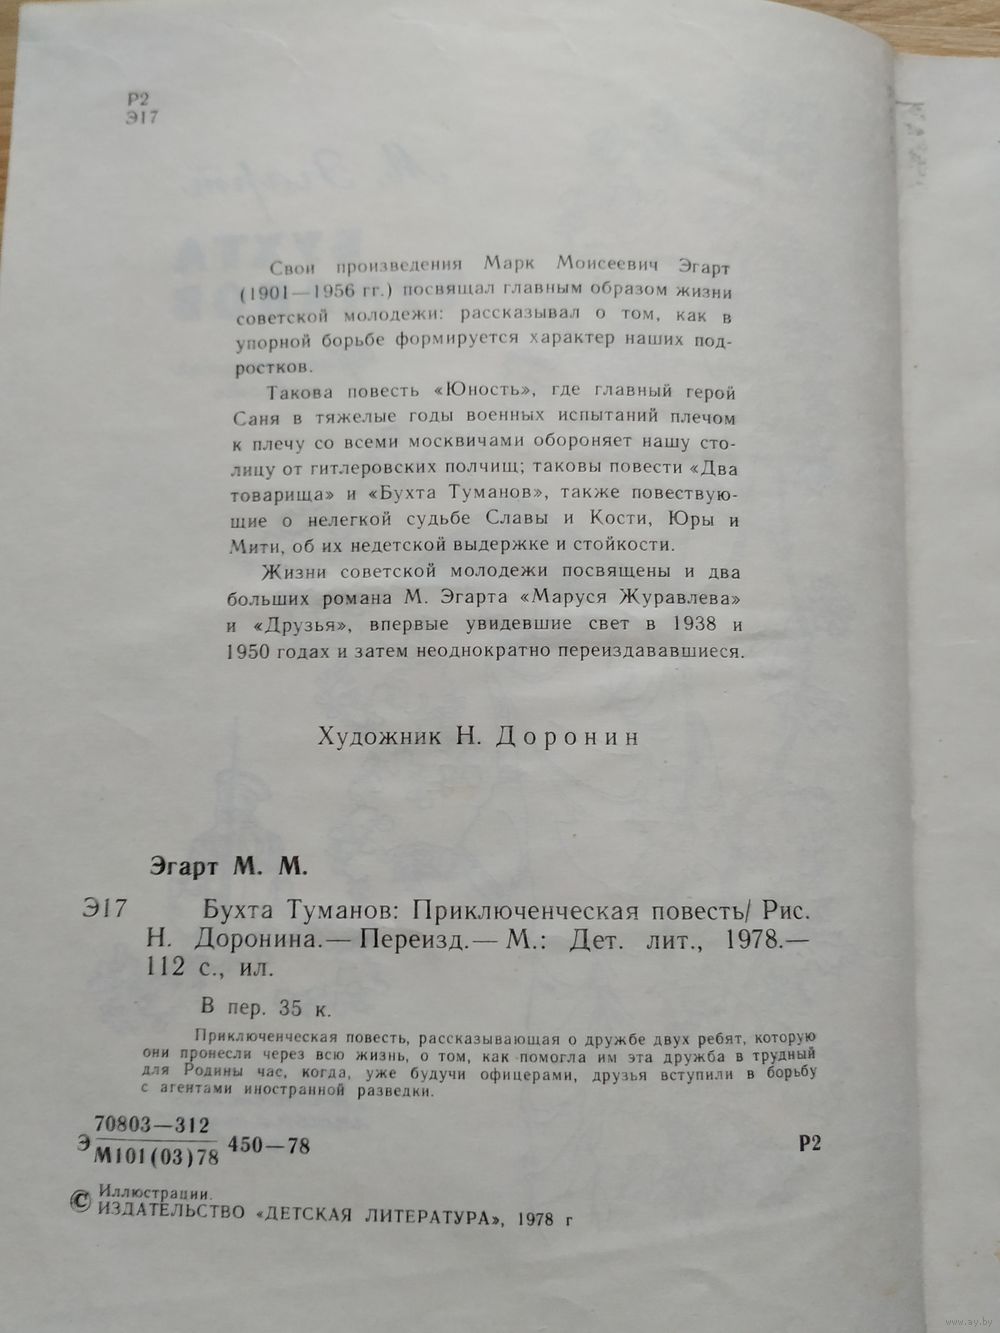 Р2
Э17
Свои произведения Марк Моисеевич Эгарт
(1901—1956 гг.) посвящал главным образом жизни
советской молодежи: рассказывал о том, как в
упорной борьбе формируется характер наших под-
ростков.
Такова повесть «Юность», где главный герой
Саня в тяжелые годы военных испытаний плечом
к плечу со всеми москвичами обороняет нашу сто-
лицу от гитлеровских полчищ; таковы повести «Два
товарища» и «Бухта Туманов», также повествую-
щие о нелегкой судьбе Славы и Кости, Юры и
Мити, об их недетской выдержке и стойкости.
Жизни советской молодежи посвящены и два
больших романа М. Эгарта «Маруся Журавлева»
и «Друзья», впервые увидевшие свет в 1938 и
1950 годах и затем неоднократно переиздававшиеся.
Художник Н. Доронин
Эгарт М. М.
Э17 Бухта Туманов: Приключенческая повесть/ Рис.
Н. Доронина.— Переизд.— М.: Дет. лит., 1978.—
112 с., ил.
В пер. 35 к.
Приключенческая повесть, рассказывающая о дружбе двух ребят, которую
они пронесли через всю жизнь, о том, как помогла им эта дружба в трудный
для Родины час, когда, уже будучи офицерами, друзья вступили в борьбу
с агентами иностранной разведки.
70803—312
Э М101(03)78 450—78 Р2
© Иллюстрации.
ИЗДАТЕЛЬСТВО «ДЕТСКАЯ ЛИТЕРАТУРА», 1978 г
www.ay.by